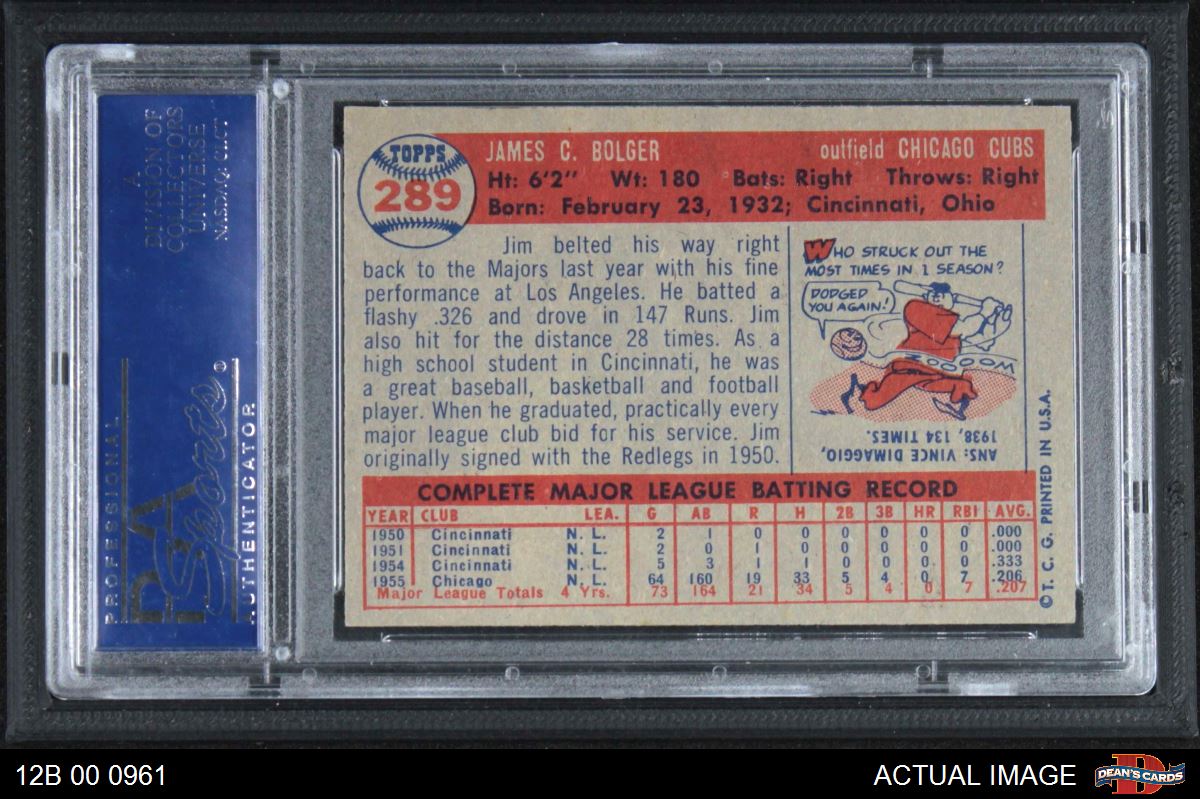 A
DIVISION OF
COLLECTORS
UNIVERSE
NASDAQ: CLCT
PROFESSIONAL
PSA
Sports®
AUTHENTICATOR
TOPPS
289
JAMES C. BOLGER outfield CHICAGO CUBS
Ht: 6'2" Wt: 180 Bats: Right Throws: Right
Born: February 23, 1932; Cincinnati, Ohio
Jim belted his way right
back to the Majors last year with his fine
performance at Los Angeles. He batted a
flashy .326 and drove in 147 Runs. Jim
also hit for the distance 28 times. As a
high school student in Cincinnati, he was
a great baseball, basketball and football
player. When he graduated, practically every
major league club bid for his service. Jim
originally signed with the Redlegs in 1950.
WHO STRUCK OUT THE
MOST TIMES IN 1 SEASON?
DODGED
YOU AGAIN!
ZOOOOM
ANS: VINCE DIMAGGIO,
1938, 134 TIMES.
COMPLETE MAJOR LEAGUE BATTING RECORD
YEAR CLUB LEA. G AB R H 2B 3B HR RBI AVG.
1950 Cincinnati N. L. 2 1 0 0 0 0 0 0 .000
1951 Cincinnati N. L. 2 0 1 0 0 0 0 0 .000
1954 Cincinnati N. L. 5 3 1 1 0 0 0 0 .333
1955 Chicago N. L. 64 160 19 33 5 4 0 7 .206
Major League Totals 4 Yrs. 73 164 21 34 5 4 0 7 .207
© T. C. G. PRINTED IN U.S.A.
12B 00 0961
ACTUAL IMAGE
D
DEAN'S CARDS